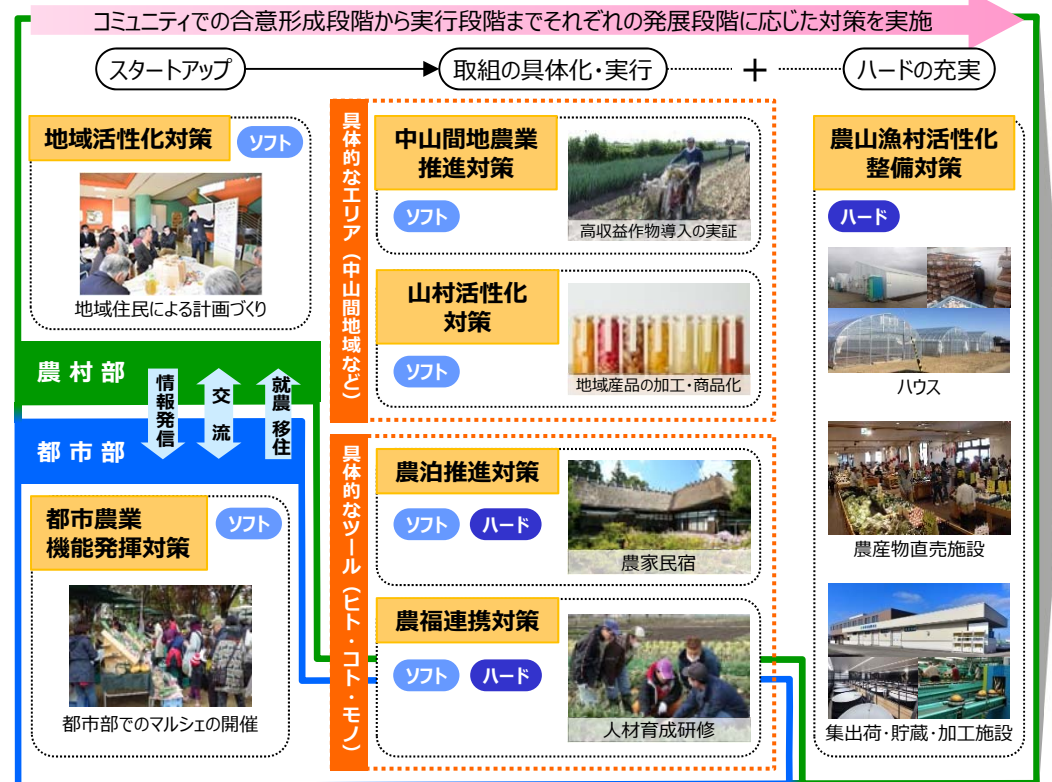 コミュニティでの合意形成段階から実行段階までそれぞれの発展段階に応じた対策を実施
スタートアップ
取組の具体化・実行
＋
ハードの充実
地域活性化対策
ソフト
地域住民による計画づくり
農村部
情報発信
交流
就農 移住
都市部
都市農業
機能発揮対策
ソフト
都市部でのマルシェの開催
具体的なエリア（中山間地域など）
中山間地農業
推進対策
ソフト
高収益作物導入の実証
山村活性化
対策
ソフト
地域産品の加工・商品化
具体的なツール（ヒト・コト・モノ）
農泊推進対策
ソフト
ハード
農家民宿
農福連携対策
ソフト
ハード
人材育成研修
農山漁村活性化
整備対策
ハード
ハウス
農産物直売施設
集出荷・貯蔵・加工施設